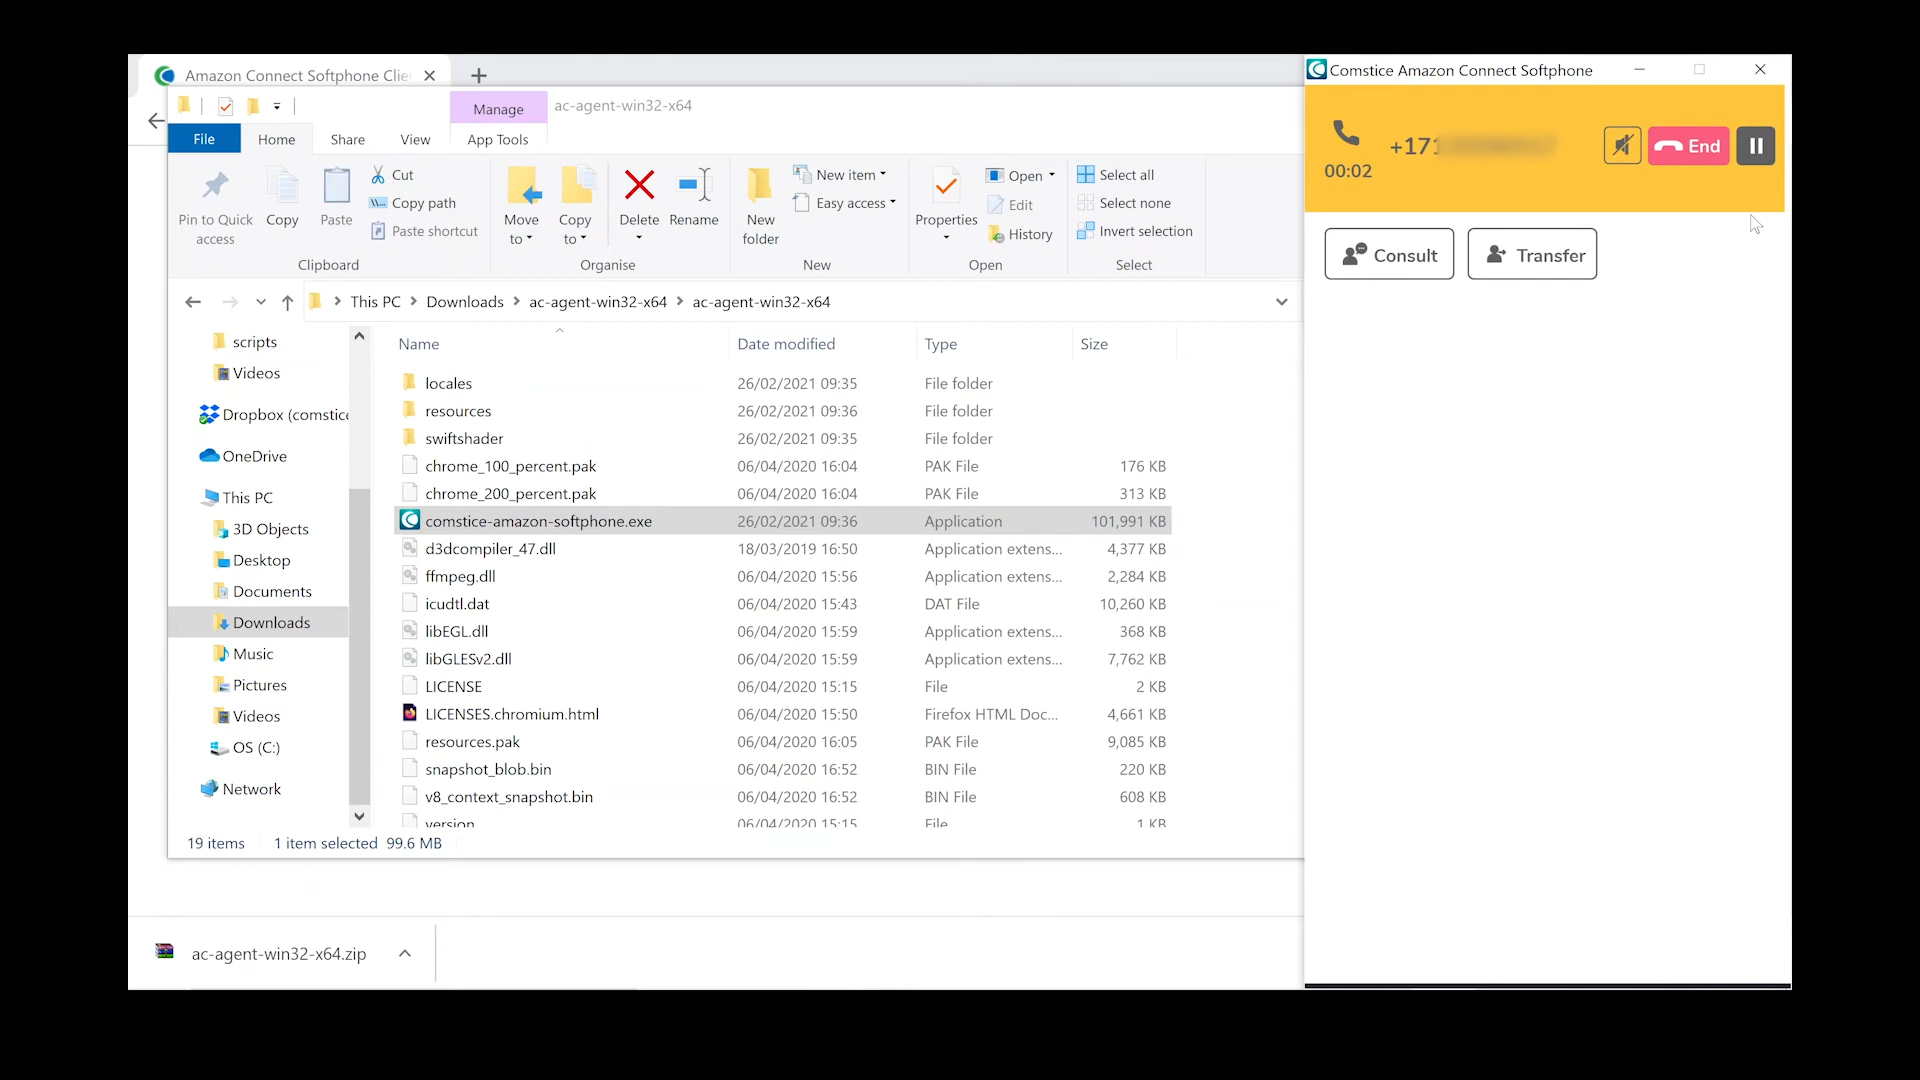 Amazon Connect Softphone Clie
Manage
ac-agent-win32-x64
File
Home
Share
View
App Tools
Pin to Quick access
Copy
Paste
Cut
Copy path
Paste shortcut
Clipboard
Move to
Copy to
Delete
Rename
Organise
New folder
New item
Easy access
New
Properties
Open
Edit
History
Open
Select all
Select none
Invert selection
Select
This PC > Downloads > ac-agent-win32-x64 > ac-agent-win32-x64
scripts
Videos
Dropbox (comstice
OneDrive
This PC
3D Objects
Desktop
Documents
Downloads
Music
Pictures
Videos
OS (C:)
Network
Name Date modified Type Size
locales 26/02/2021 09:35 File folder
resources 26/02/2021 09:36 File folder
swiftshader 26/02/2021 09:35 File folder
chrome_100_percent.pak 06/04/2020 16:04 PAK File 176 KB
chrome_200_percent.pak 06/04/2020 16:04 PAK File 313 KB
comstice-amazon-softphone.exe 26/02/2021 09:36 Application 101,991 KB
d3dcompiler_47.dll 18/03/2019 16:50 Application extens... 4,377 KB
ffmpeg.dll 06/04/2020 15:56 Application extens... 2,284 KB
icudtl.dat 06/04/2020 15:43 DAT File 10,260 KB
libEGL.dll 06/04/2020 15:59 Application extens... 368 KB
libGLESv2.dll 06/04/2020 15:59 Application extens... 7,762 KB
LICENSE 06/04/2020 15:15 File 2 KB
LICENSES.chromium.html 06/04/2020 15:50 Firefox HTML Doc... 4,661 KB
resources.pak 06/04/2020 16:05 PAK File 9,085 KB
snapshot_blob.bin 06/04/2020 16:52 BIN File 220 KB
v8_context_snapshot.bin 06/04/2020 16:52 BIN File 608 KB
version 06/04/2020 15:15 File 1 KB
19 items 1 item selected 99.6 MB
ac-agent-win32-x64.zip
Comstice Amazon Connect Softphone
00:02
+171
End
Consult
Transfer